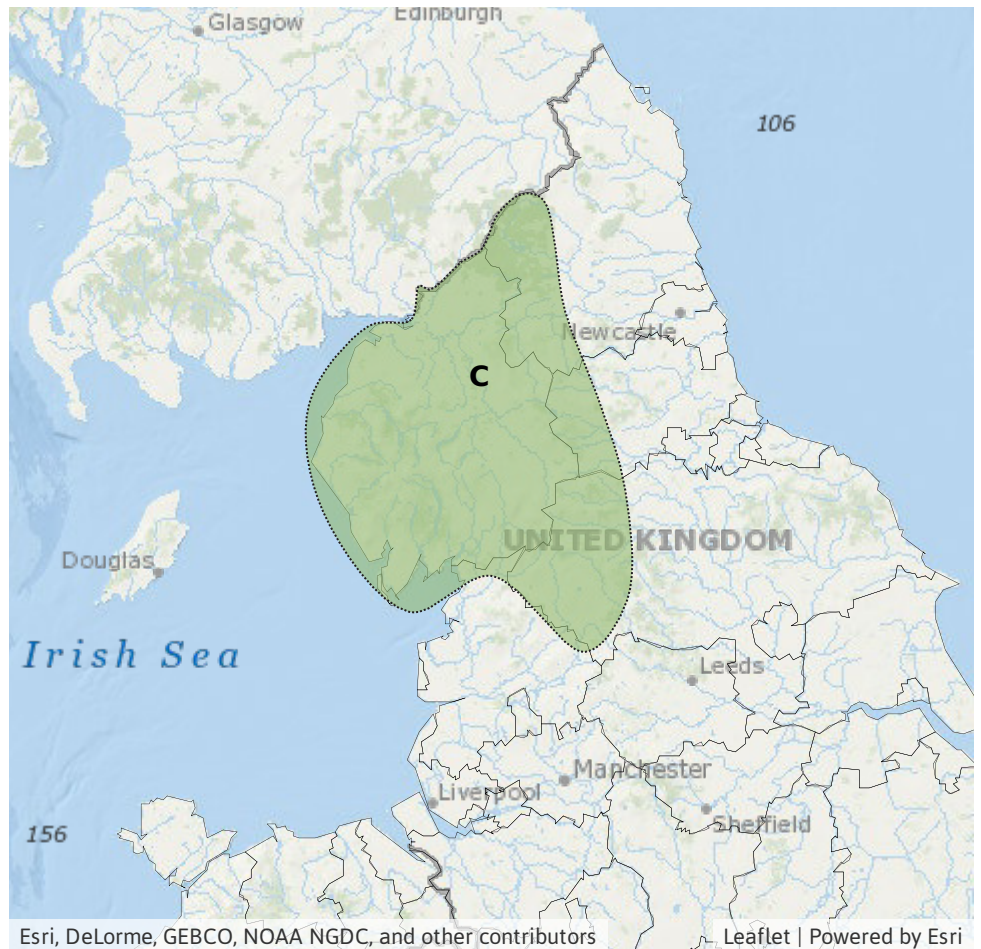 Edinburgh
Glasgow
106
Newcastle
C
UNITED KINGDOM
Douglas
Irish Sea
Leeds
Manchester
Liverpool
Sheffield
156
Esri, DeLorme, GEBCO, NOAA NGDC, and other contributors
Leaflet | Powered by Esri